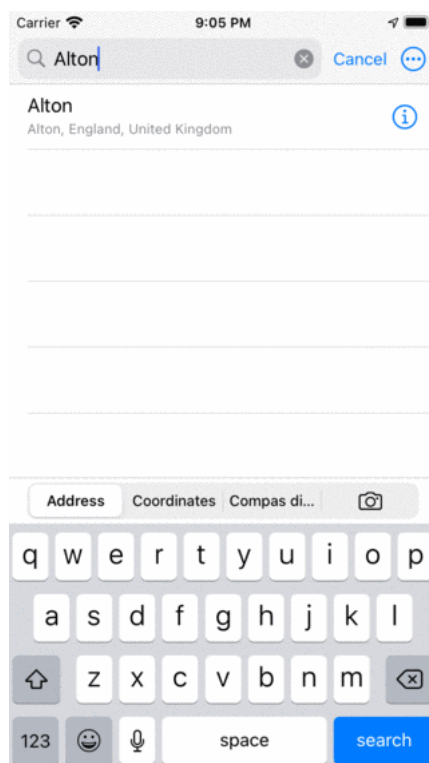 Carrier 9:05 PM
Alton Cancel
Alton
Alton, England, United Kingdom
Address Coordinates Compas di...
q w e r t y u i o p
a s d f g h j k l
z x c v b n m
123 space search